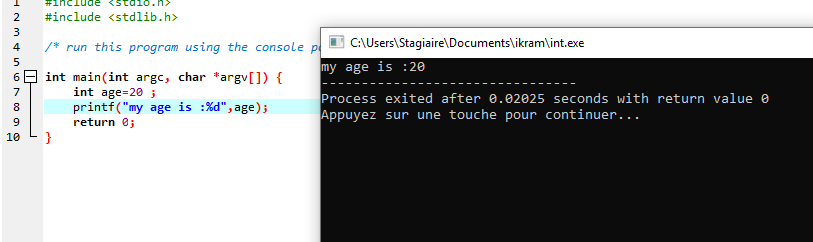 1 #include <stdio.h>
2 #include <stdlib.h>
3
4 /* run this program using the console
5
6 int main(int argc, char *argv[]) {
7 int age=20 ;
8 printf("my age is :%d",age);
9 return 0;
10 }
C:\Users\Stagiaire\Documents\ikram\int.exe
my age is :20
--------------------------------
Process exited after 0.02025 seconds with return value 0
Appuyez sur une touche pour continuer...